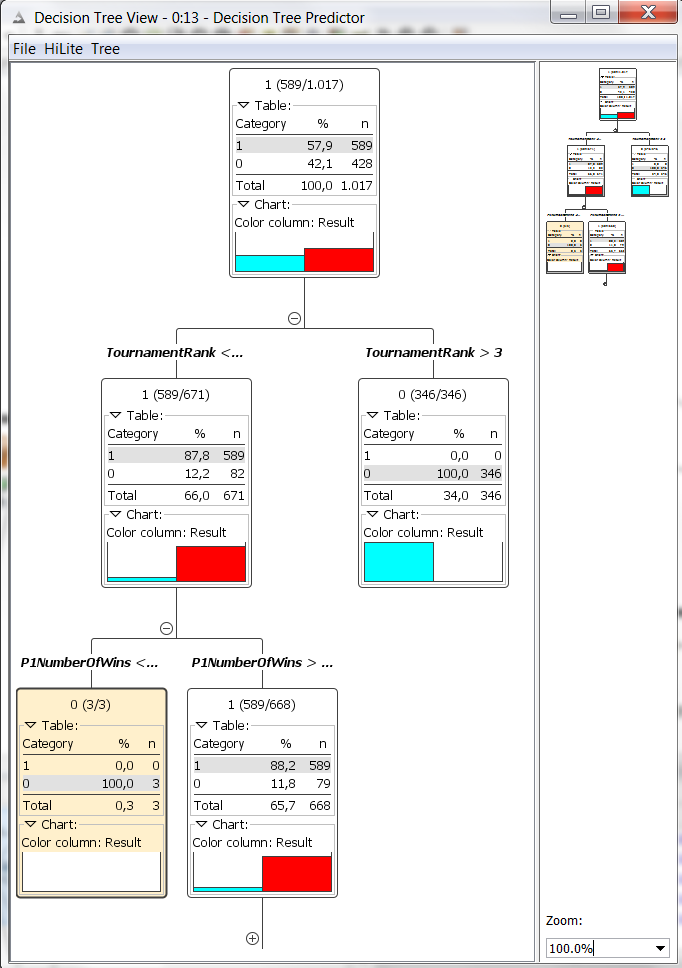 Decision Tree View - 0:13 - Decision Tree Predictor
File HiLite Tree
1 (589/1.017)
Table:
Category % n
1 57,9 589
0 42,1 428
Total 100,0 1.017
Chart:
Color column: Result
TournamentRank <...
TournamentRank > 3
1 (589/671)
Table:
Category % n
1 87,8 589
0 12,2 82
Total 66,0 671
Chart:
Color column: Result
0 (346/346)
Table:
Category % n
1 0,0 0
0 100,0 346
Total 34,0 346
Chart:
Color column: Result
P1NumberOfWins <...
P1NumberOfWins > ...
0 (3/3)
Table:
Category % n
1 0,0 0
0 100,0 3
Total 0,3 3
Chart:
Color column: Result
1 (589/668)
Table:
Category % n
1 88,2 589
0 11,8 79
Total 65,7 668
Chart:
Color column: Result
Zoom:
100.0%